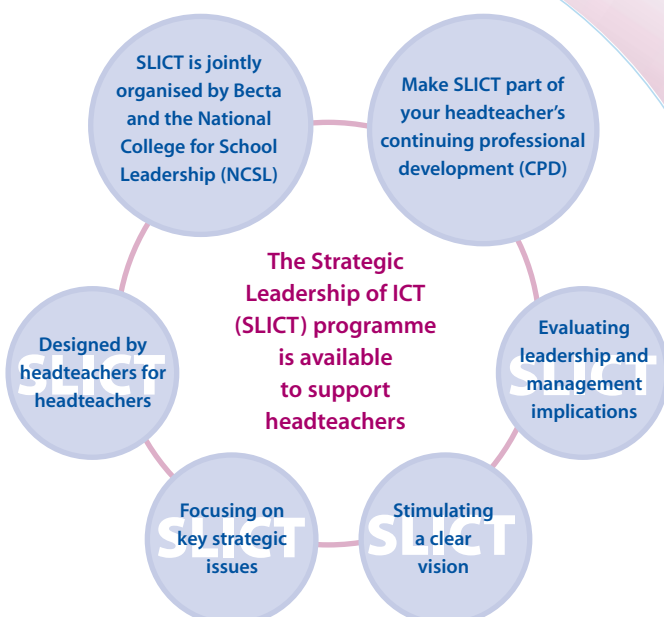 SLICT is jointly
organised by Becta
and the National
College for School
Leadership (NCSL)
Make SLICT part of
your headteacher's
continuing professional
development (CPD)
The Strategic
Leadership of ICT
(SLICT) programme
is available
to support
headteachers
SLICT
Designed by
headteachers for
headteachers
SLICT
Evaluating
leadership and
management
implications
SLICT
Focusing on
key strategic
issues
SLICT
Stimulating
a clear
vision